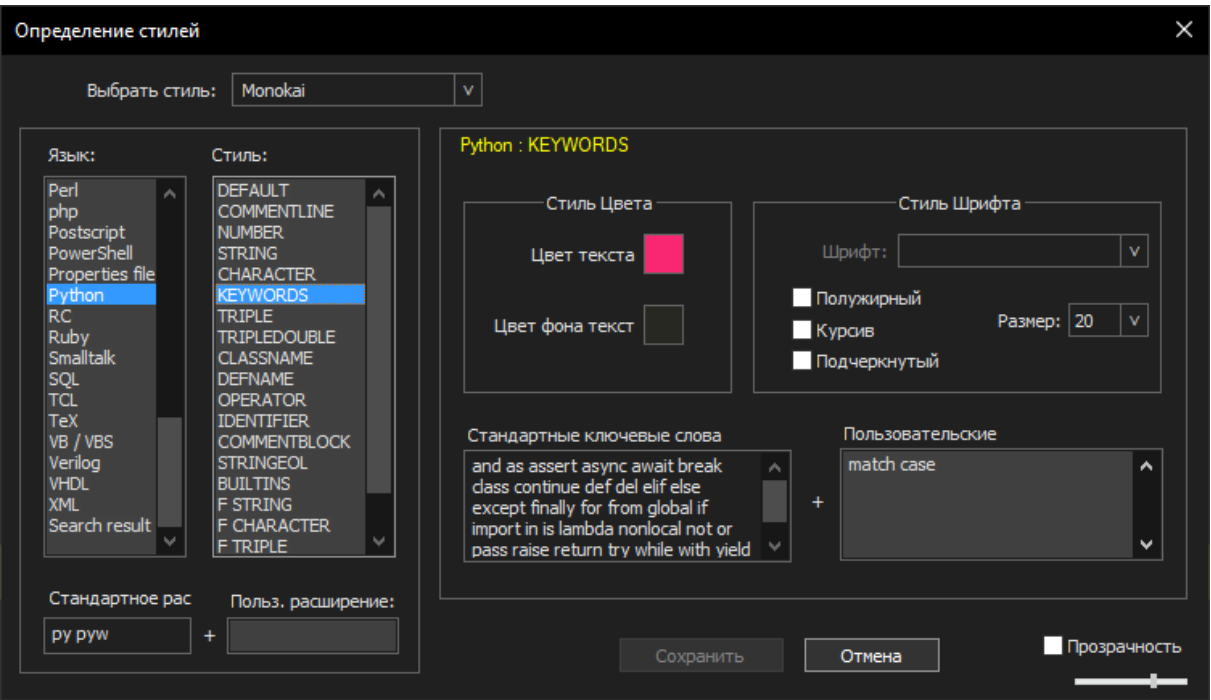 Определение стилей
Выбрать стиль: Monokai
Язык:
Perl
php
Postscript
PowerShell
Properties file
Python
RC
Ruby
Smalltalk
SQL
TCL
TeX
VB / VBS
Verilog
VHDL
XML
Search result
Стиль:
DEFAULT
COMMENTLINE
NUMBER
STRING
CHARACTER
KEYWORDS
TRIPLE
TRIPLEDOUBLE
CLASSNAME
DEFNAME
OPERATOR
IDENTIFIER
COMMENTBLOCK
STRINGEOL
BUILTINS
F STRING
F CHARACTER
F TRIPLE
Стандартное рас
py pyw
+
Польз. расширение:
Python : KEYWORDS
Стиль Цвета
Цвет текста
Цвет фона текст
Стиль Шрифта
Шрифт:
Полужирный
Курсив
Подчеркнутый
Размер: 20
Стандартные ключевые слова
and as assert async await break
class continue def del elif else
except finally for from global if
import in is lambda nonlocal not or
pass raise return try while with yield
+
Пользовательские
match case
Сохранить
Отмена
Прозрачность